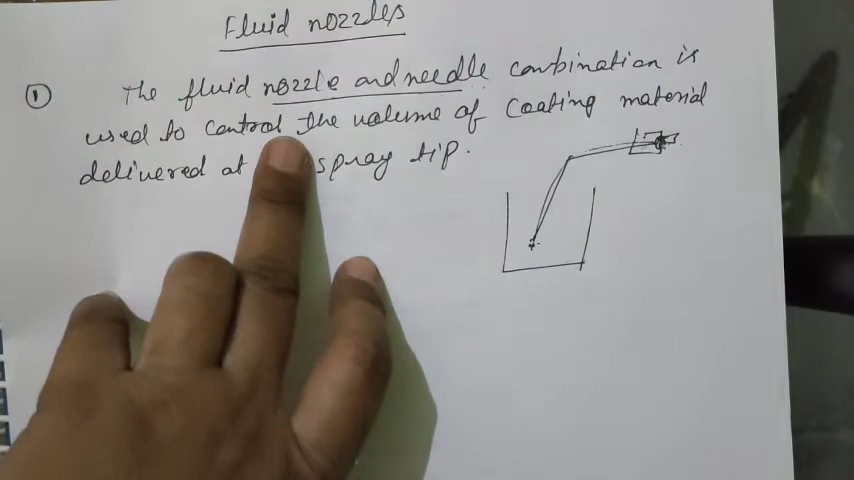 Fluid nozzles
① The fluid nozzle and needle combination is
used to control the volume of coating material
delivered at spray tip.